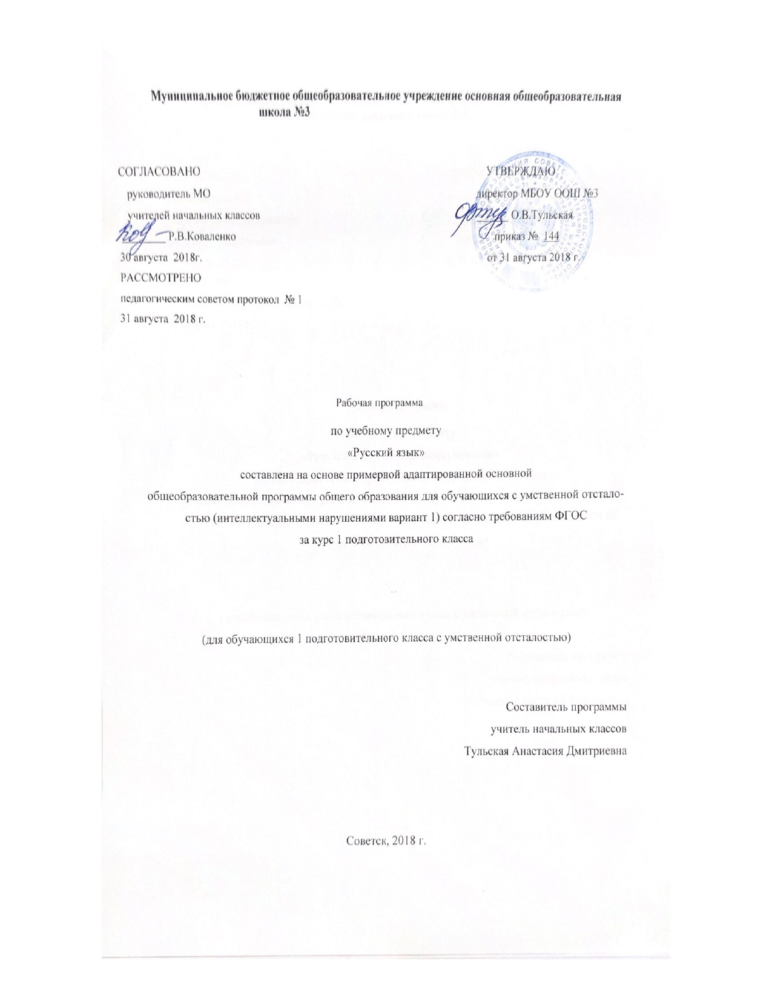 Муниципальное бюджетное общеобразовательное учреждение основная общеобразовательная
школа №3
СОГЛАСОВАНО
руководитель МО
учителей начальных классов
Р.В.Коваленко
30 августа 2018г.
РАССМОТРЕНО
педагогическим советом протокол № 1
31 августа 2018 г.
УТВЕРЖДАЮ
директор МБОУ ООШ №3
О.В.Тульская
приказ № 144
от 31 августа 2018 г.
Рабочая программа
по учебному предмету
«Русский язык»
составлена на основе примерной адаптированной основной
общеобразовательной программы общего образования для обучающихся с умственной отстало-
стью (интеллектуальными нарушениями вариант 1) согласно требованиям ФГОС
за курс 1 подготовительного класса
(для обучающихся 1 подготовительного класса с умственной отсталостью)
Составитель программы
учитель начальных классов
Тульская Анастасия Дмитриевна
Советск, 2018 г.